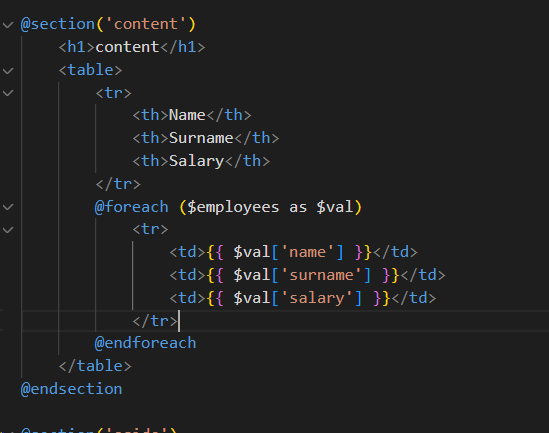 @section('content')
    <h1>content</h1>
    <table>
        <tr>
            <th>Name</th>
            <th>Surname</th>
            <th>Salary</th>
        </tr>
        @foreach ($employees as $val)
            <tr>
                <td>{{ $val['name'] }}</td>
                <td>{{ $val['surname'] }}</td>
                <td>{{ $val['salary'] }}</td>
            </tr>
        @endforeach
    </table>
@endsection